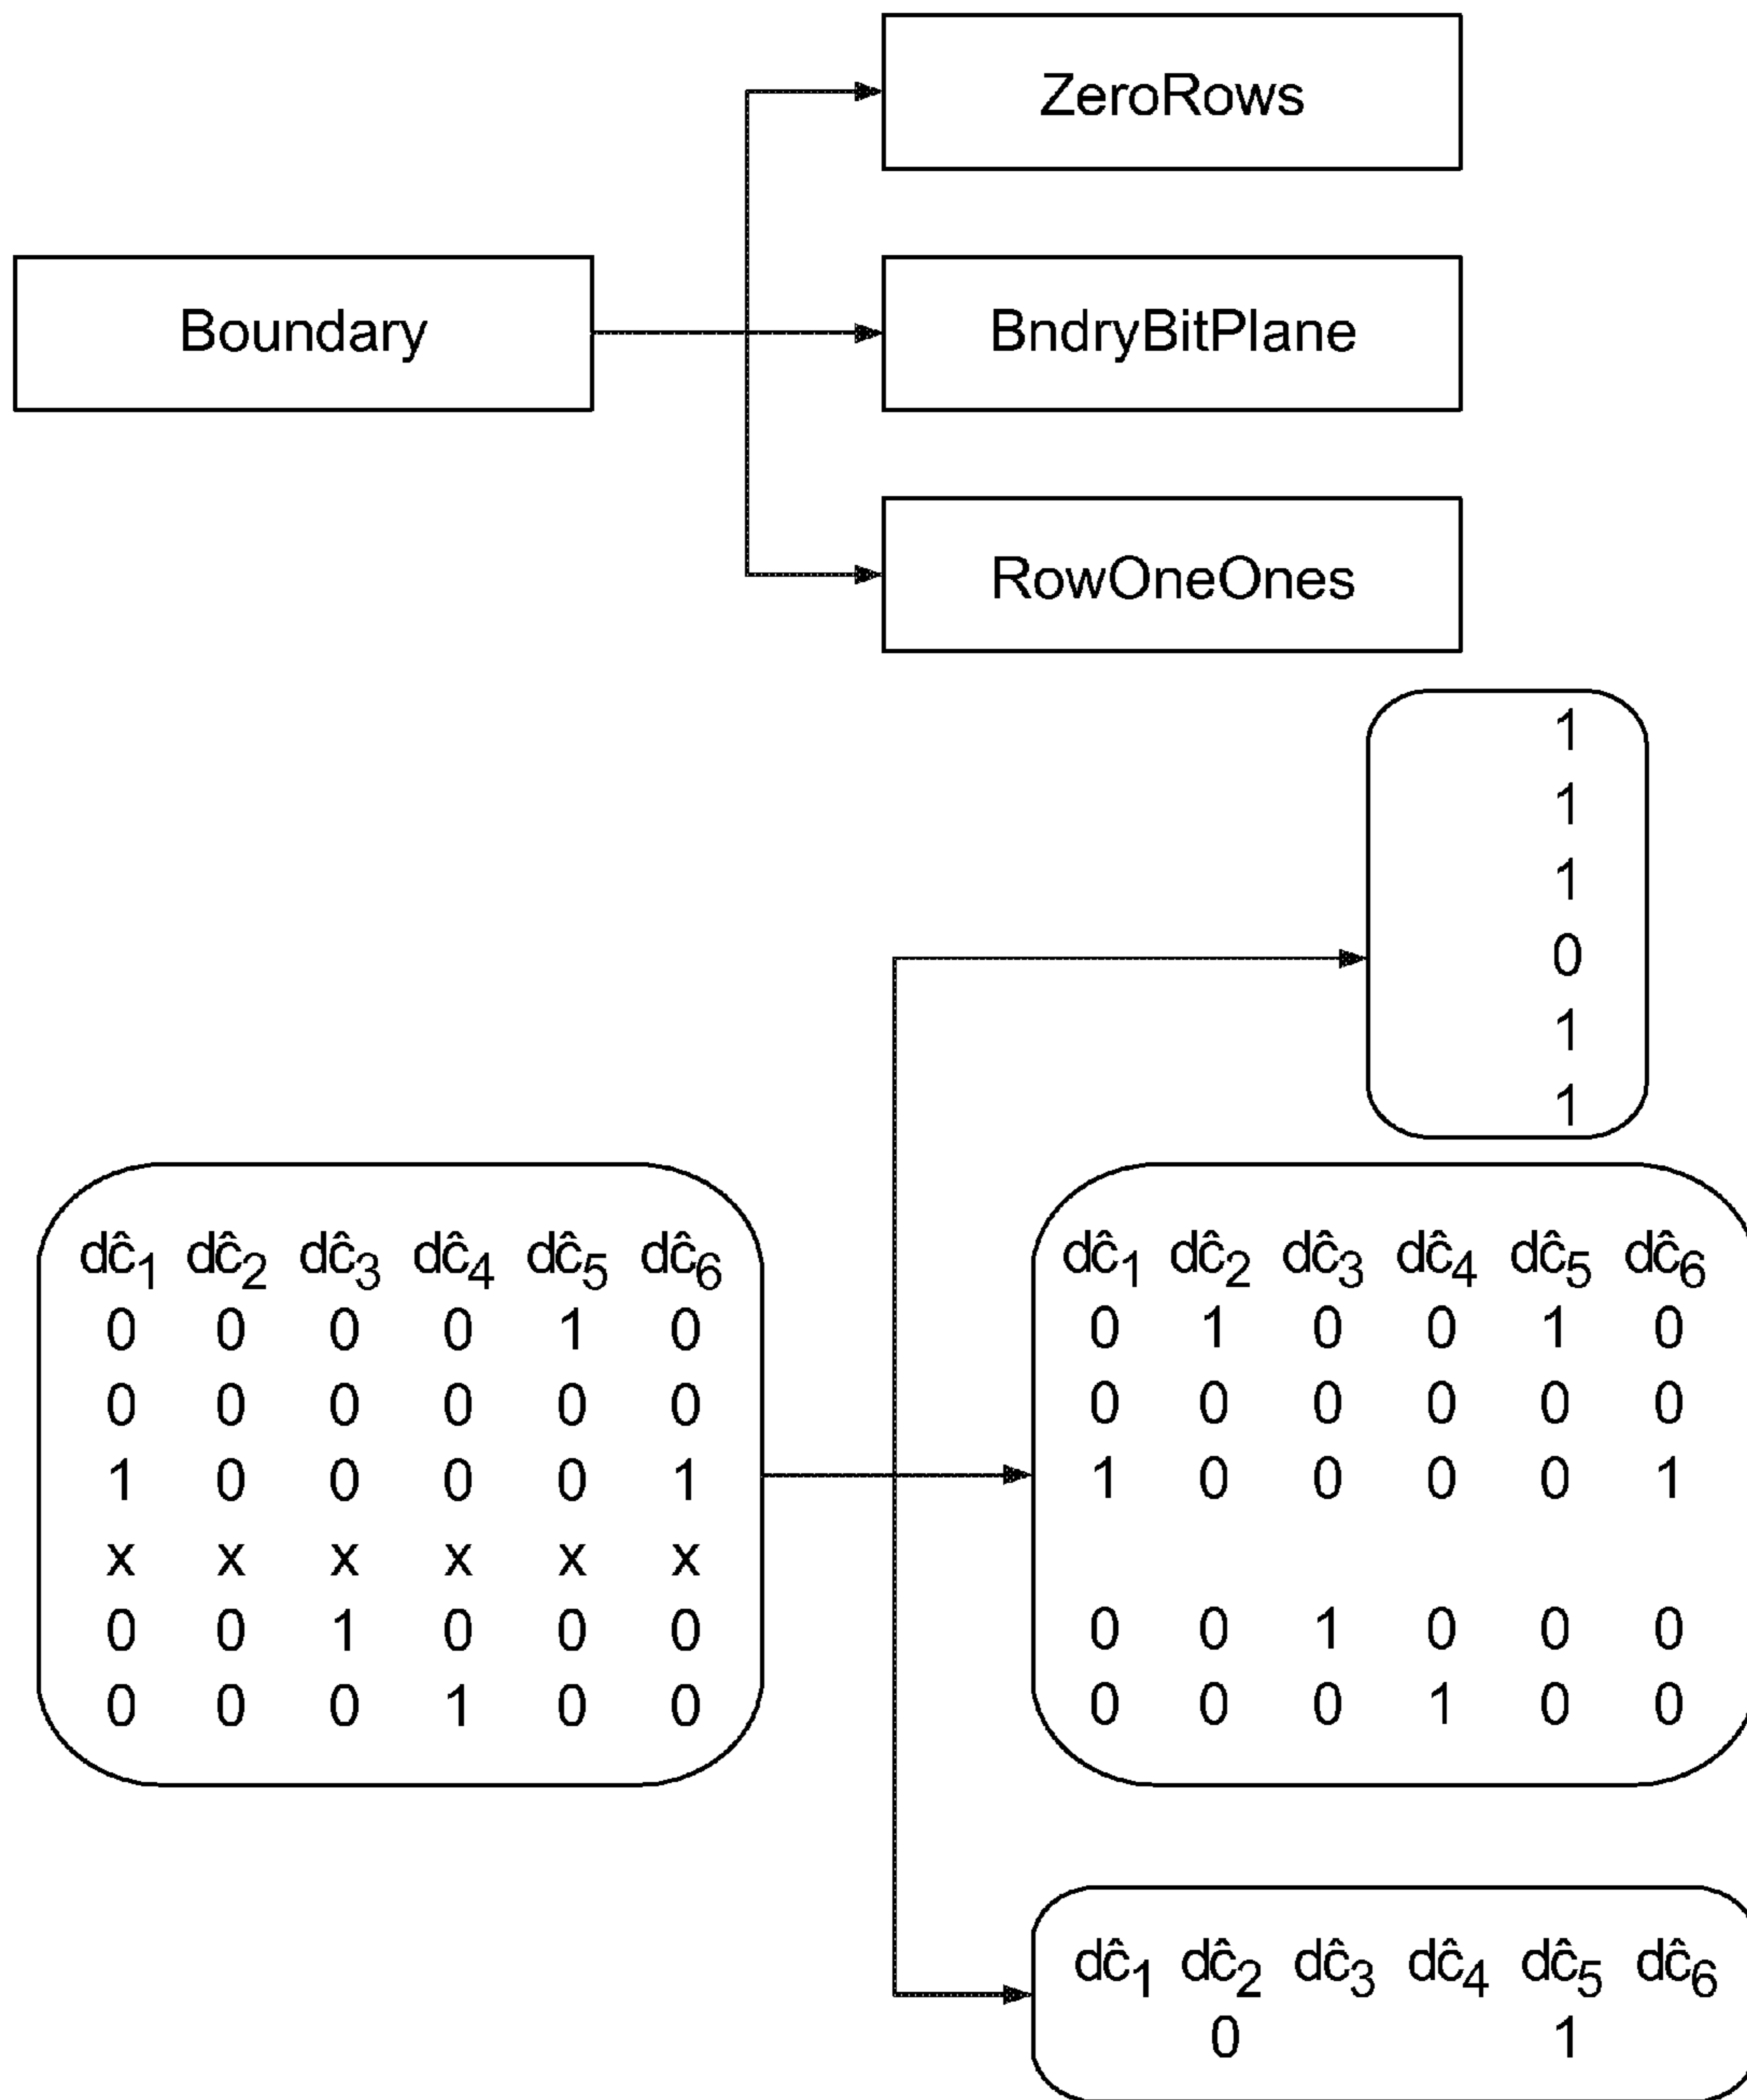 ZeroRows
Boundary
BndryBitPlane
RowOneOnes
1
1
1
0
1
1
dĉ₁ dĉ₂ dĉ₃ dĉ₄ dĉ₅ dĉ₆
0 0 0 0 1 0
0 0 0 0 0 0
1 0 0 0 0 1
x x x x x x
0 0 1 0 0 0
0 0 0 1 0 0
dĉ₁ dĉ₂ dĉ₃ dĉ₄ dĉ₅ dĉ₆
0 1 0 0 1 0
0 0 0 0 0 0
1 0 0 0 0 1
0 0 1 0 0 0
0 0 0 1 0 0
dĉ₁ dĉ₂ dĉ₃ dĉ₄ dĉ₅ dĉ₆
0 1